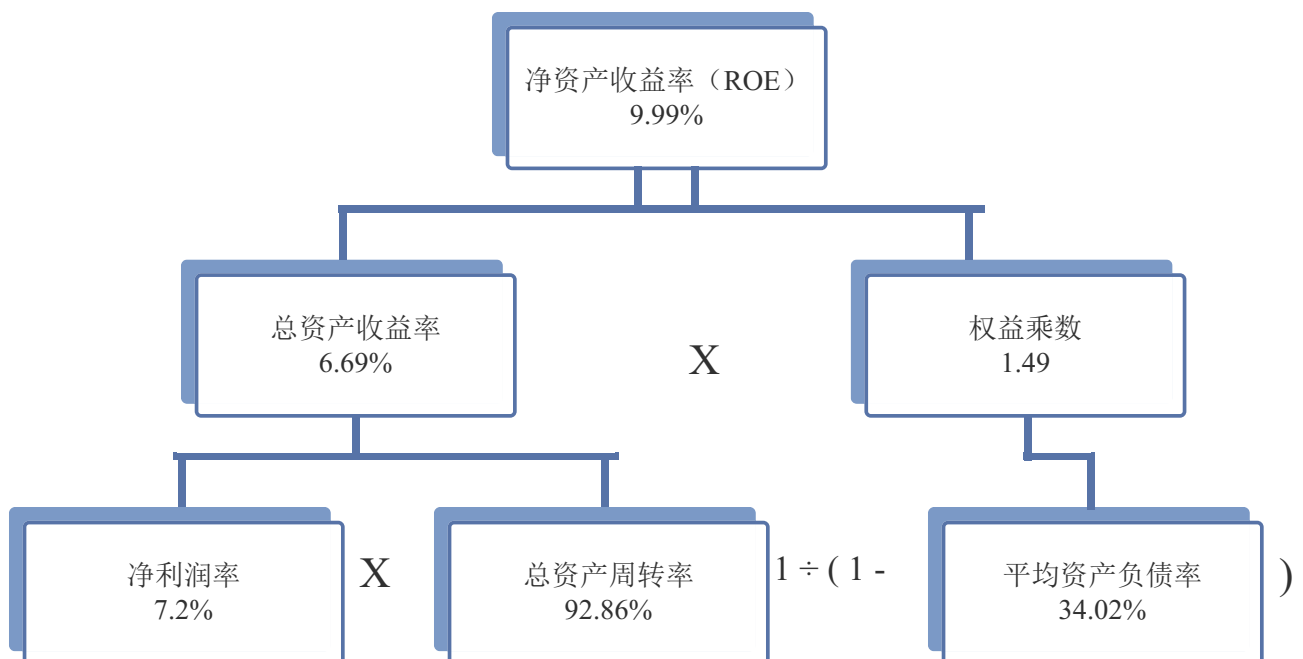 净资产收益率（ROE）
9.99%
总资产收益率
6.69%
X
权益乘数
1.49
净利润率
7.2%
X
总资产周转率
92.86%
1 ÷ ( 1 -
平均资产负债率
34.02%
)